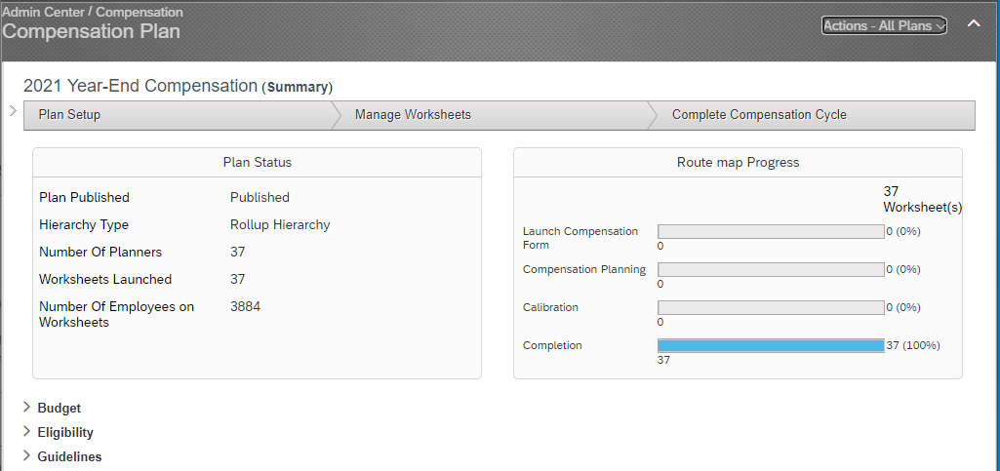 Admin Center / Compensation
Compensation Plan
Actions - All Plans
2021 Year-End Compensation (Summary)
Plan Setup
Manage Worksheets
Complete Compensation Cycle
Plan Status
Plan Published Published
Hierarchy Type Rollup Hierarchy
Number Of Planners 37
Worksheets Launched 37
Number Of Employees on 3884
Worksheets
Route map Progress
37
Worksheet(s)
Launch Compensation 0 (0%)
Form 0
Compensation Planning 0 (0%)
0
Calibration 0 (0%)
0
Completion 37 (100%)
37
Budget
Eligibility
Guidelines